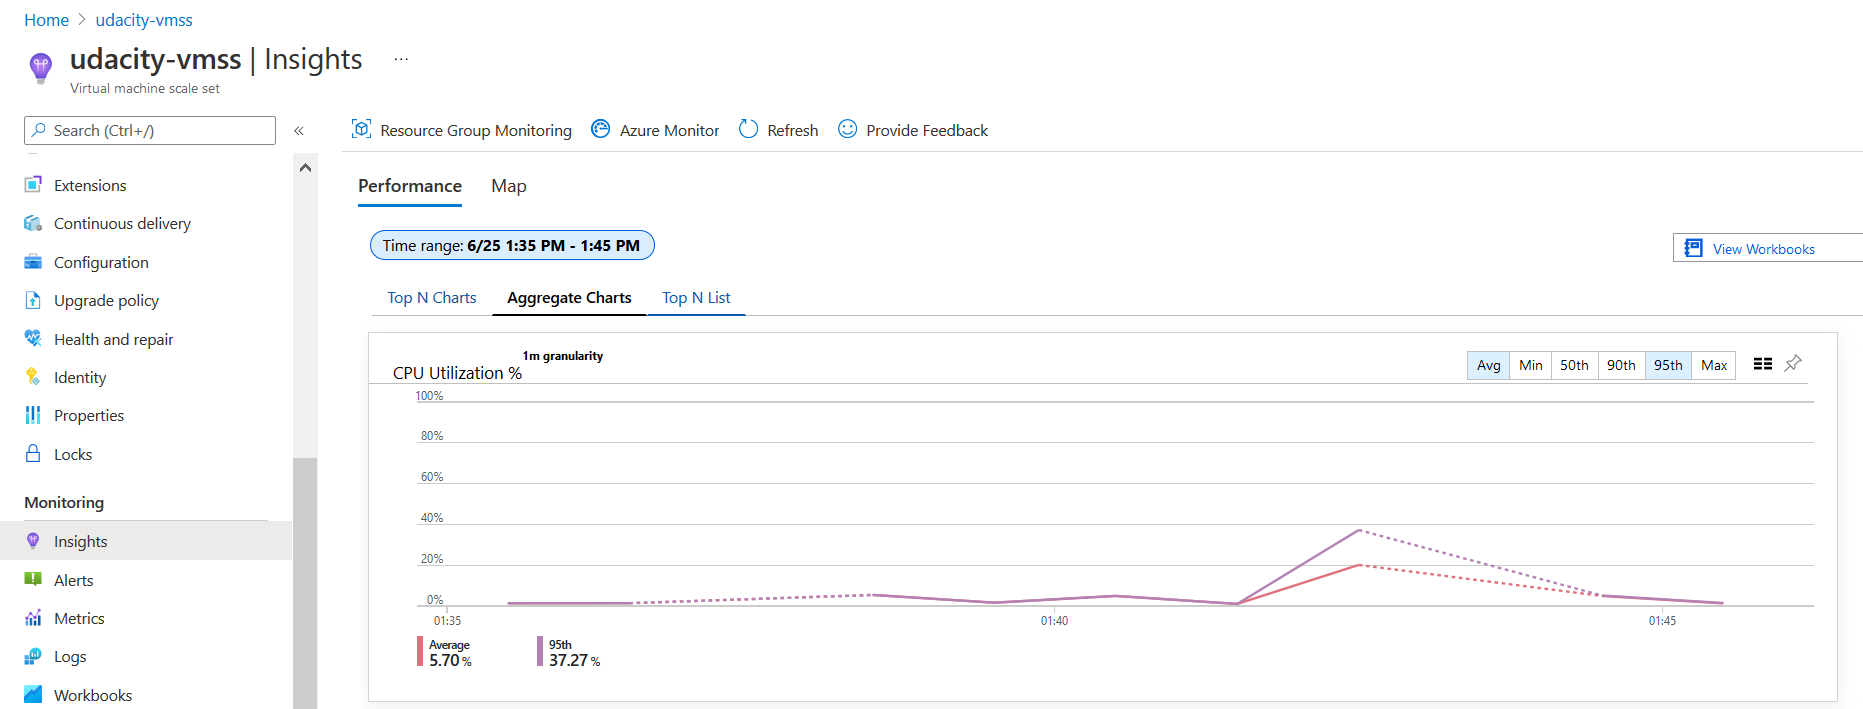 Home > udacity-vmss
udacity-vmss | Insights ...
Virtual machine scale set
Search (Ctrl+/)
«
Resource Group Monitoring
Azure Monitor
Refresh
Provide Feedback
Extensions
Continuous delivery
Configuration
Upgrade policy
Health and repair
Identity
Properties
Locks
Monitoring
Insights
Alerts
Metrics
Logs
Workbooks
Performance
Map
Time range: 6/25 1:35 PM - 1:45 PM
View Workbooks
Top N Charts
Aggregate Charts
Top N List
1m granularity
CPU Utilization %
Avg
Min
50th
90th
95th
Max
100%
80%
60%
40%
20%
0%
01:35
01:40
01:45
Average
5.70 %
95th
37.27 %